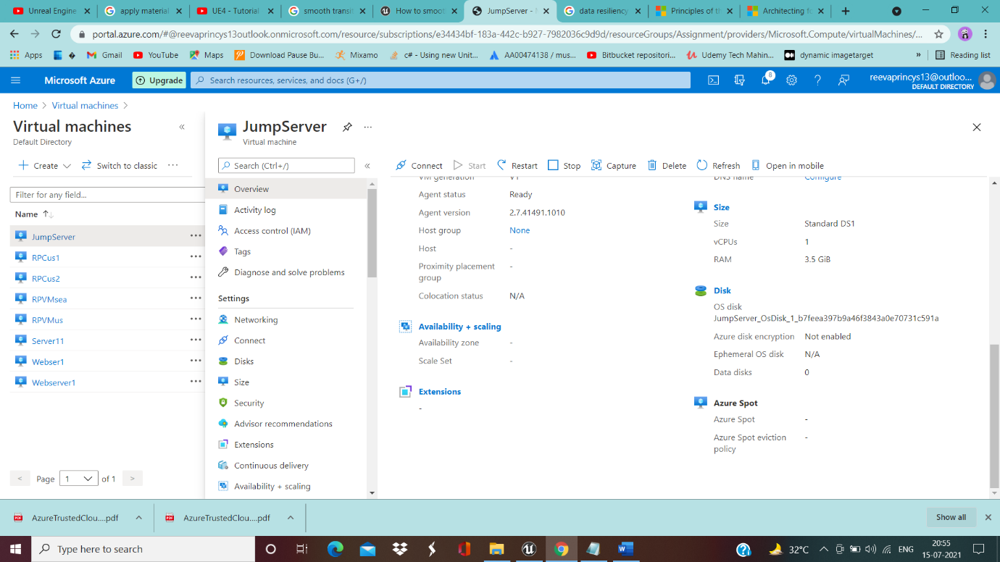 Unreal Engine
apply material
UE4 - Tutorial
smooth transit
How to smoot
JumpServer -
data resiliency
Principles of th
Architecting fo
portal.azure.com/#@reevaprincys13outlook.onmicrosoft.com/resource/subscriptions/e34434bf-183a-442c-b927-7982036c9d9d/resourceGroups/Assignment/providers/Microsoft.Compute/virtualMachines/...
Apps
Gmail
YouTube
Maps
Download Pause Bu...
Mixamo
c# - Using new Unit...
AA00474138 / mus...
Bitbucket repositori...
Udemy Tech Mahin...
dynamic imagetarget
»
Reading list
Microsoft Azure
Upgrade
Search resources, services, and docs (G+/)
8
reevaprincys13@outloo...
DEFAULT DIRECTORY
Home > Virtual machines >
Virtual machines
«
Default Directory
Create
Switch to classic
...
Filter for any field...
Name ↑↓
JumpServer
RPCus1
RPCus2
RPVMsea
RPVMus
Server11
Webser1
Webserver1
< Page 1 of 1 >
JumpServer
...
Virtual machine
Search (Ctrl+/)
«
Overview
Activity log
Access control (IAM)
Tags
Diagnose and solve problems
Settings
Networking
Connect
Disks
Size
Security
Advisor recommendations
Extensions
Continuous delivery
Availability + scaling
Connect
Start
Restart
Stop
Capture
Delete
Refresh
Open in mobile
VM generation V1
Agent status Ready
Agent version 2.7.41491.1010
Host group None
Host -
Proximity placement -
group
Colocation status N/A
Availability + scaling
Availability zone -
Scale Set -
Extensions
-
DNS name Configure
Size
Size Standard DS1
vCPUs 1
RAM 3.5 GiB
Disk
OS disk
JumpServer_OsDisk_1_b7feea397b9a46f3843a0e70731c591a
Azure disk encryption Not enabled
Ephemeral OS disk N/A
Data disks 0
Azure Spot
Azure Spot -
Azure Spot eviction -
policy
AzureTrustedClou....pdf
AzureTrustedClou....pdf
Show all
Type here to search
32°C
ENG
20:55
15-07-2021